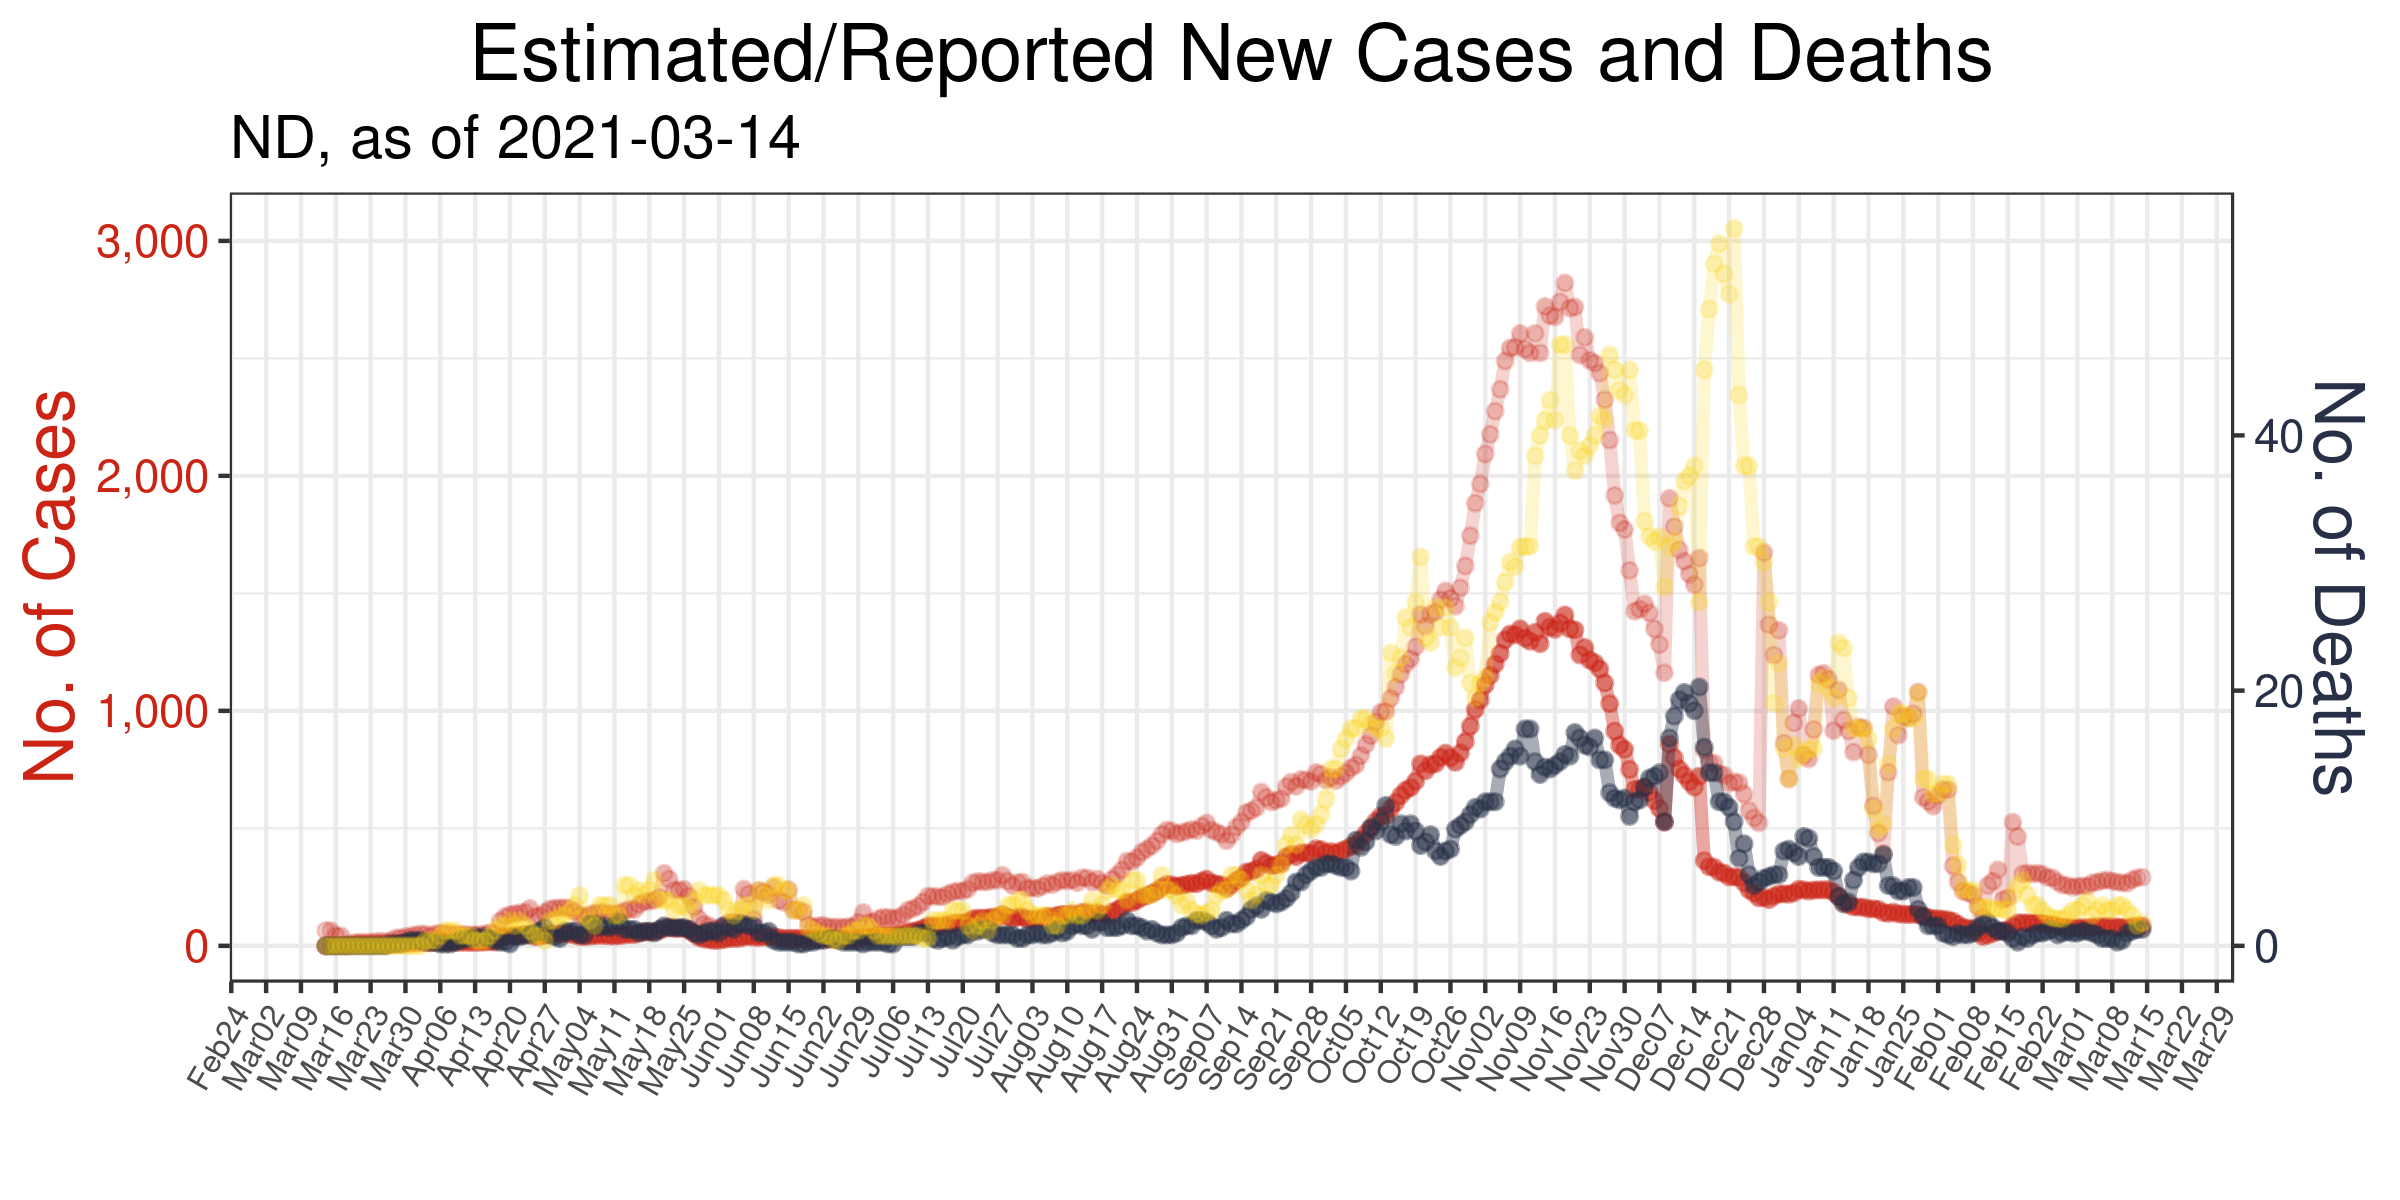 Estimated/Reported New Cases and Deaths
ND, as of 2021-03-14
No. of Cases
3,000
2,000
1,000
0
40
20
0
No. of Deaths
Feb24
Mar02
Mar09
Mar16
Mar23
Mar30
Apr06
Apr13
Apr20
Apr27
May04
May11
May18
May25
Jun01
Jun08
Jun15
Jun22
Jun29
Jul06
Jul13
Jul20
Jul27
Aug03
Aug10
Aug17
Aug24
Aug31
Sep07
Sep14
Sep21
Sep28
Oct05
Oct12
Oct19
Oct26
Nov02
Nov09
Nov16
Nov23
Nov30
Dec07
Dec14
Dec21
Dec28
Jan04
Jan11
Jan18
Jan25
Feb01
Feb08
Feb15
Feb22
Mar01
Mar08
Mar15
Mar22
Mar29